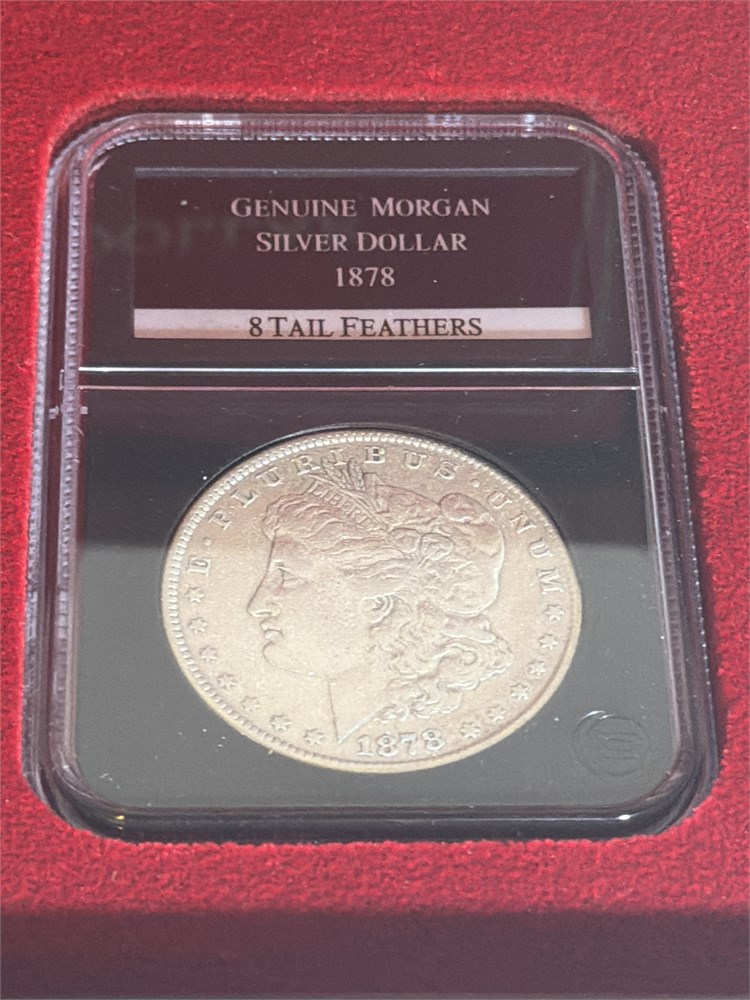 GENUINE MORGAN
SILVER DOLLAR
1878
8 TAIL FEATHERS
E · PLURIBUS · UNUM
LIBERTY
1878